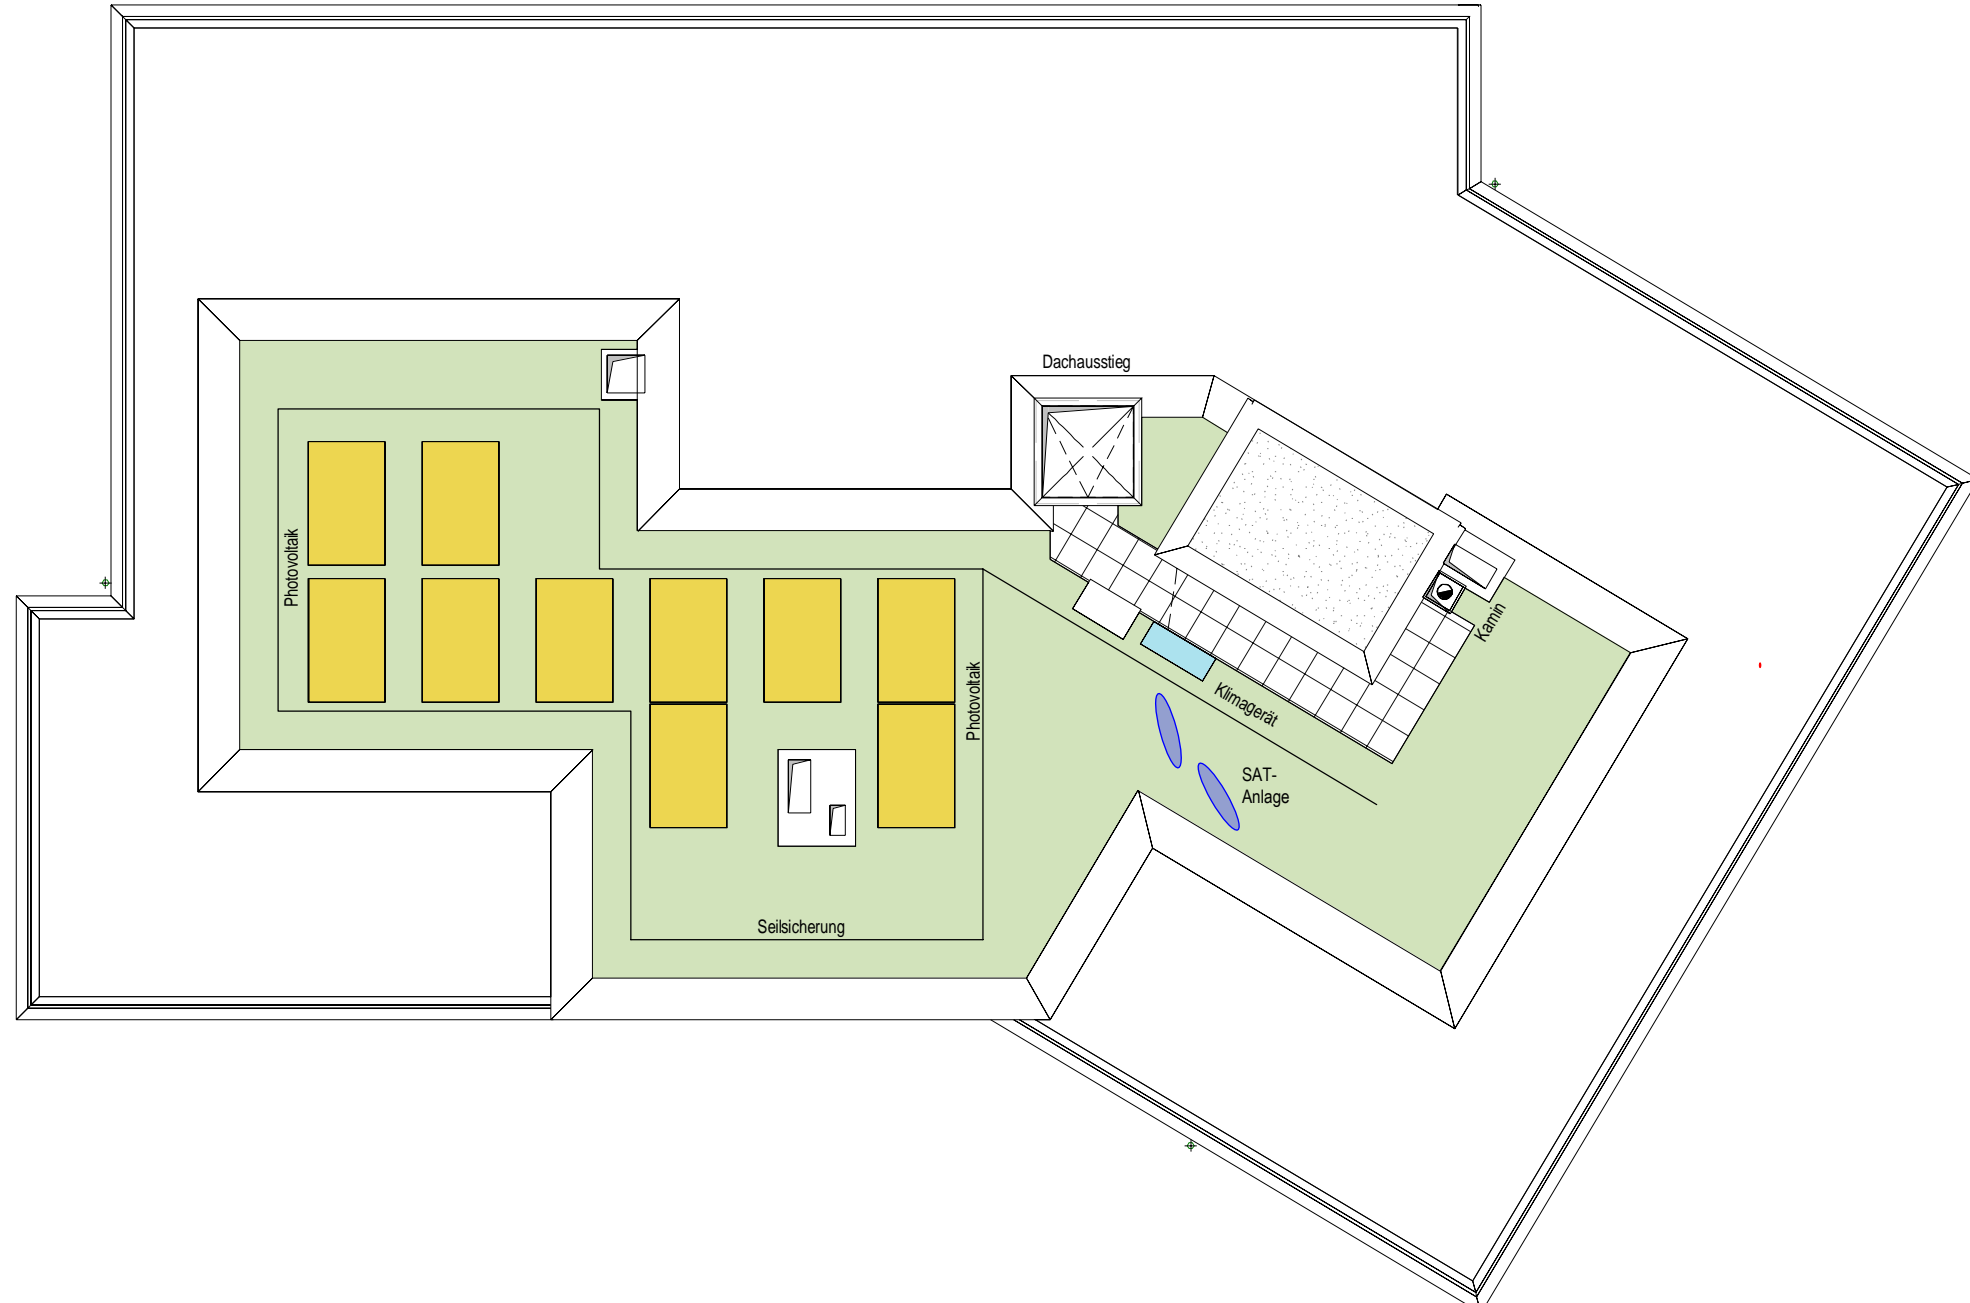 Dachausstieg
Photovoltaik
Kamin
Photovoltaik
Klimagerät
SAT-
Anlage
Seilsicherung